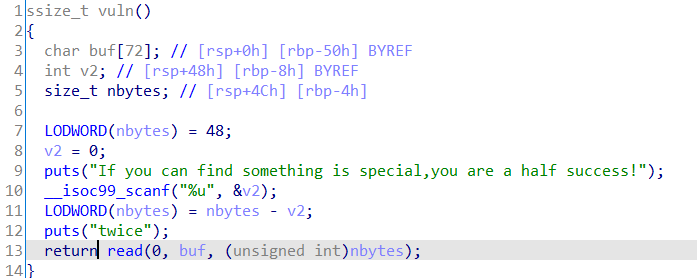 1 ssize_t vuln()
2 {
3 char buf[72]; // [rsp+0h] [rbp-50h] BYREF
4 int v2; // [rsp+48h] [rbp-8h] BYREF
5 size_t nbytes; // [rsp+4Ch] [rbp-4h]
6
7 LODWORD(nbytes) = 48;
8 v2 = 0;
9 puts("If you can find something is special,you are a half success!");
10 __isoc99_scanf("%u", &v2);
11 LODWORD(nbytes) = nbytes - v2;
12 puts("twice");
13 return read(0, buf, (unsigned int)nbytes);
14 }